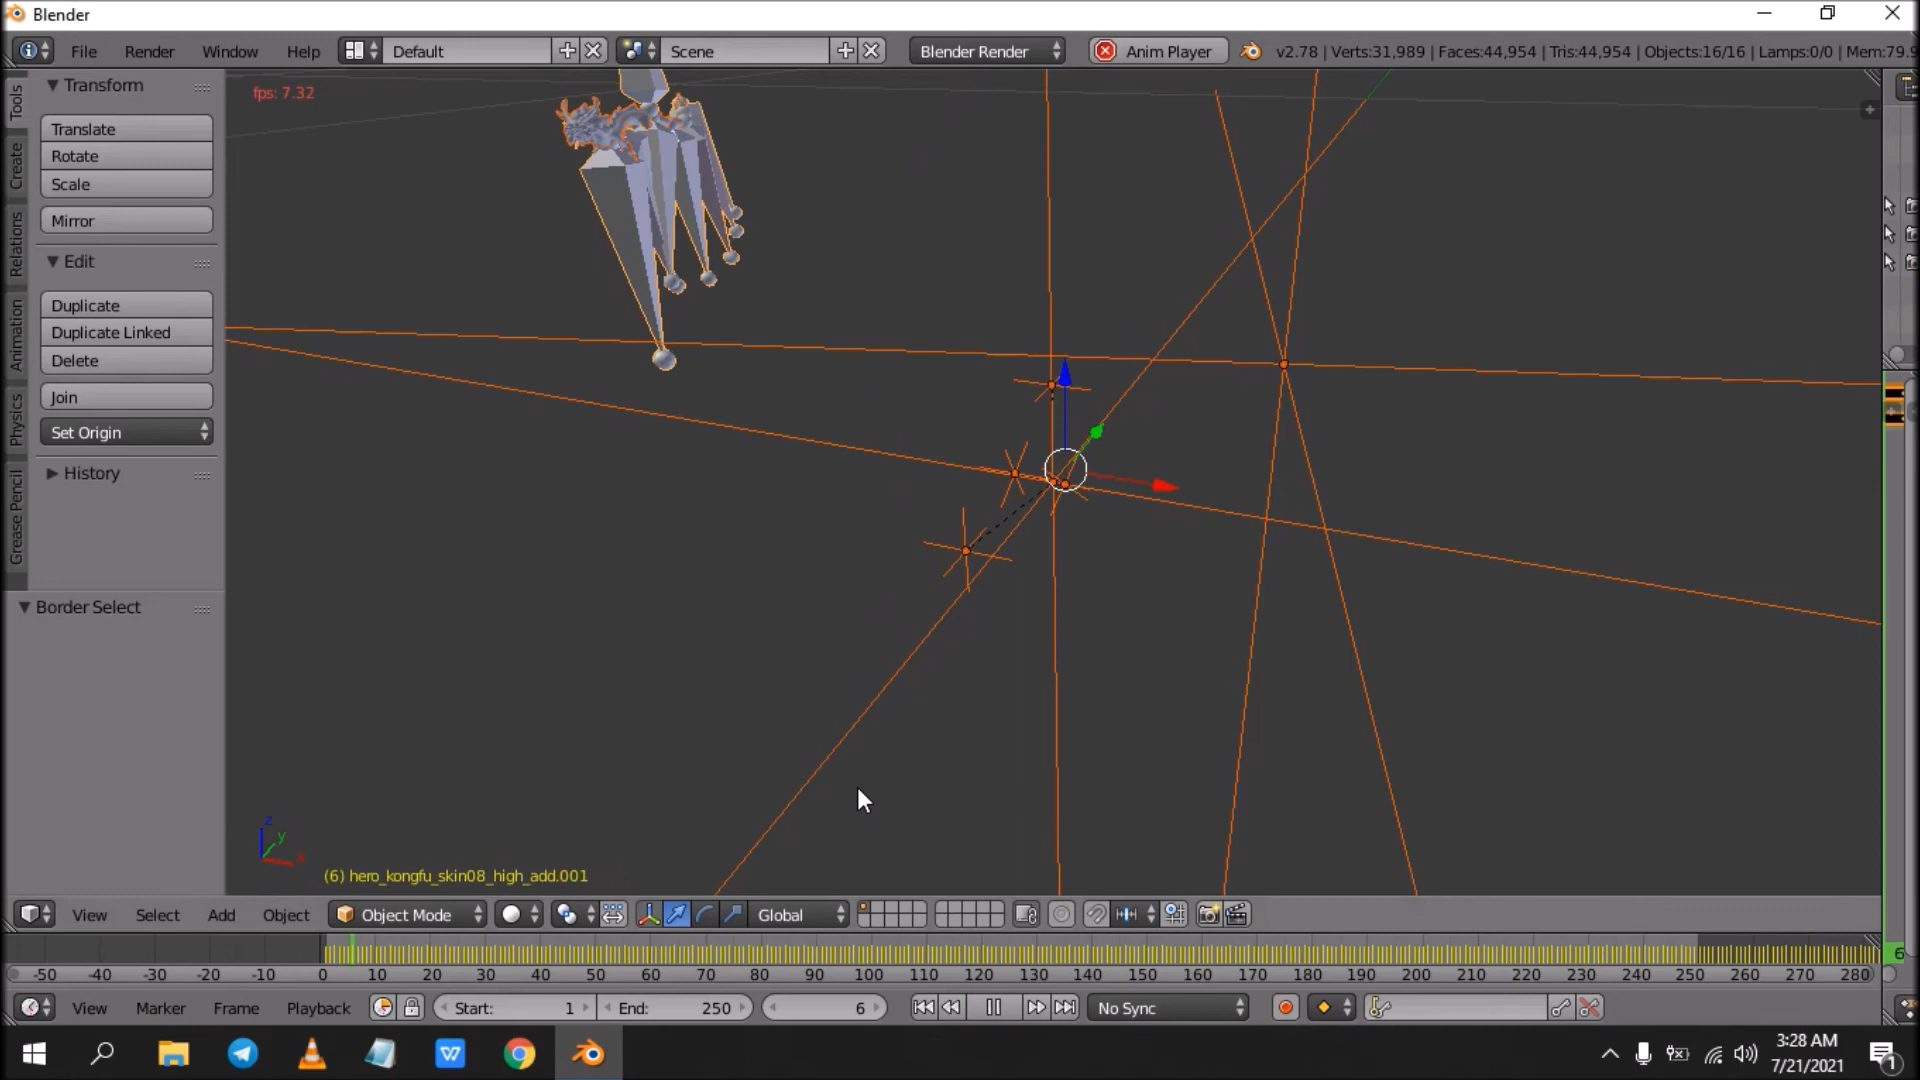 Blender
File Render Window Help Default Scene Blender Render Anim Player v2.78 | Verts:31,989 | Faces:44,954 | Tris:44,954 | Objects:16/16 | Lamps:0/0 | Mem:79.9
Tools
Create
Relations
Animation
Physics
Grease Pencil
Transform
Translate
Rotate
Scale
Mirror
Edit
Duplicate
Duplicate Linked
Delete
Join
Set Origin
History
Border Select
fps: 7.32
z
y
x
(6) hero_kongfu_skin08_high_add.001
View Select Add Object Object Mode Global
6
-50 -40 -30 -20 -10 0 10 20 30 40 50 60 70 80 90 100 110 120 130 140 150 160 170 180 190 200 210 220 230 240 250 260 270 280
View Marker Frame Playback Start: 1 End: 250 6 No Sync
3:28 AM
7/21/2021
1